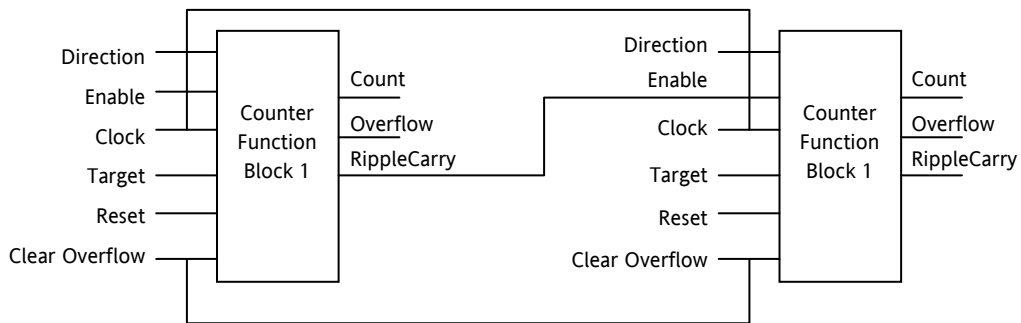 Direction
Enable
Clock
Target
Reset
Clear Overflow
Counter
Function
Block 1
Count
Overflow
RippleCarry
Direction
Enable
Clock
Target
Reset
Clear Overflow
Counter
Function
Block 1
Count
Overflow
RippleCarry